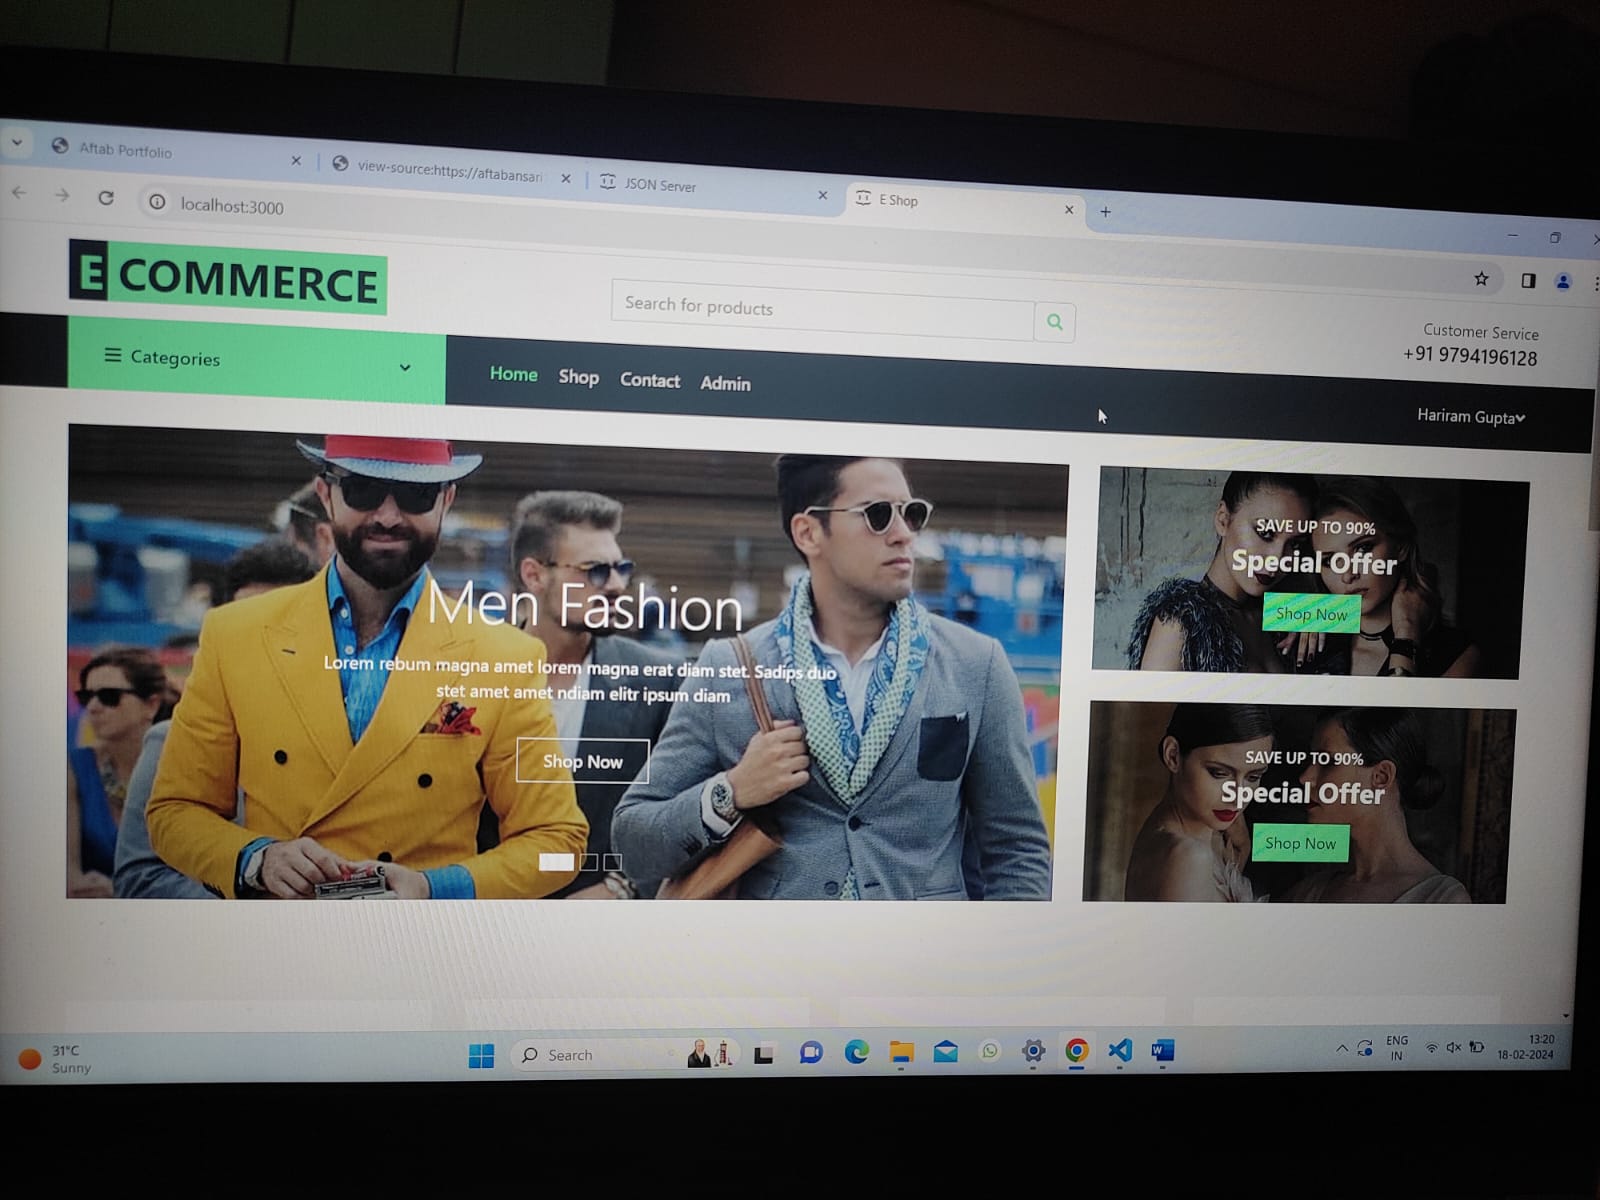 Aftab Portfolio
view-source:https://aftabansari
JSON Server
E Shop
localhost:3000
E COMMERCE
Search for products
Customer Service
+91 9794196128
Categories
Home Shop Contact Admin
Hariram Gupta
Men Fashion
Lorem rebum magna amet lorem magna erat diam stet. Sadips duo
stet amet amet ndiam elitr ipsum diam
Shop Now
SAVE UP TO 90%
Special Offer
Shop Now
SAVE UP TO 90%
Special Offer
Shop Now
31°C
Sunny
Search
ENG
IN
13:20
18-02-2024